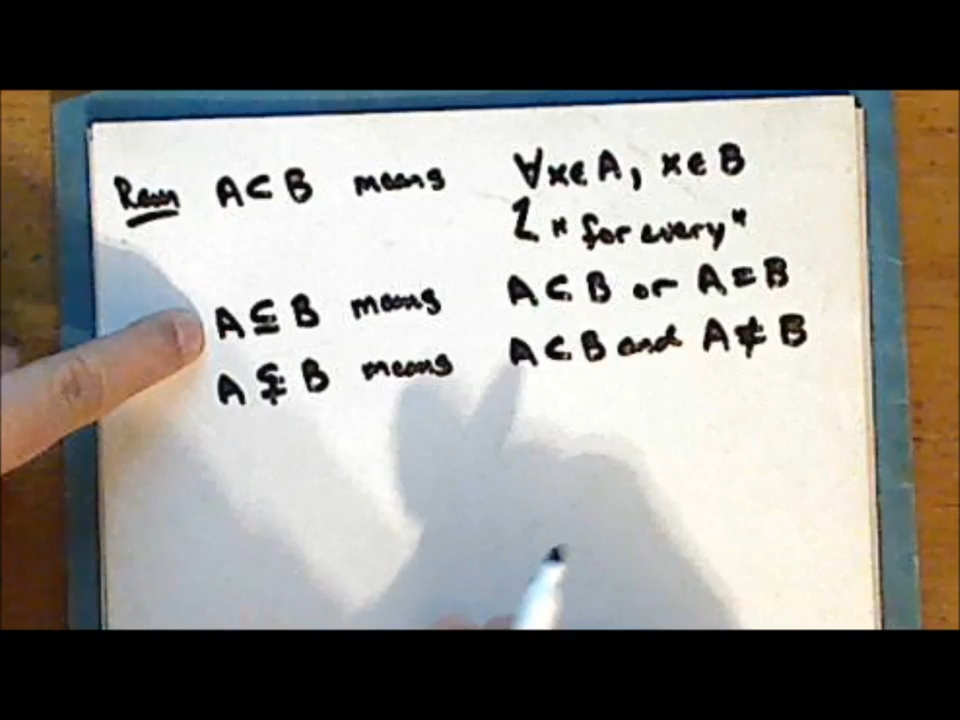 Rem A ⊂ B means ∀x∈A, x∈B
"for every"
A ⊆ B means A ⊂ B or A = B
A ⊊ B means A ⊂ B and A ≠ B